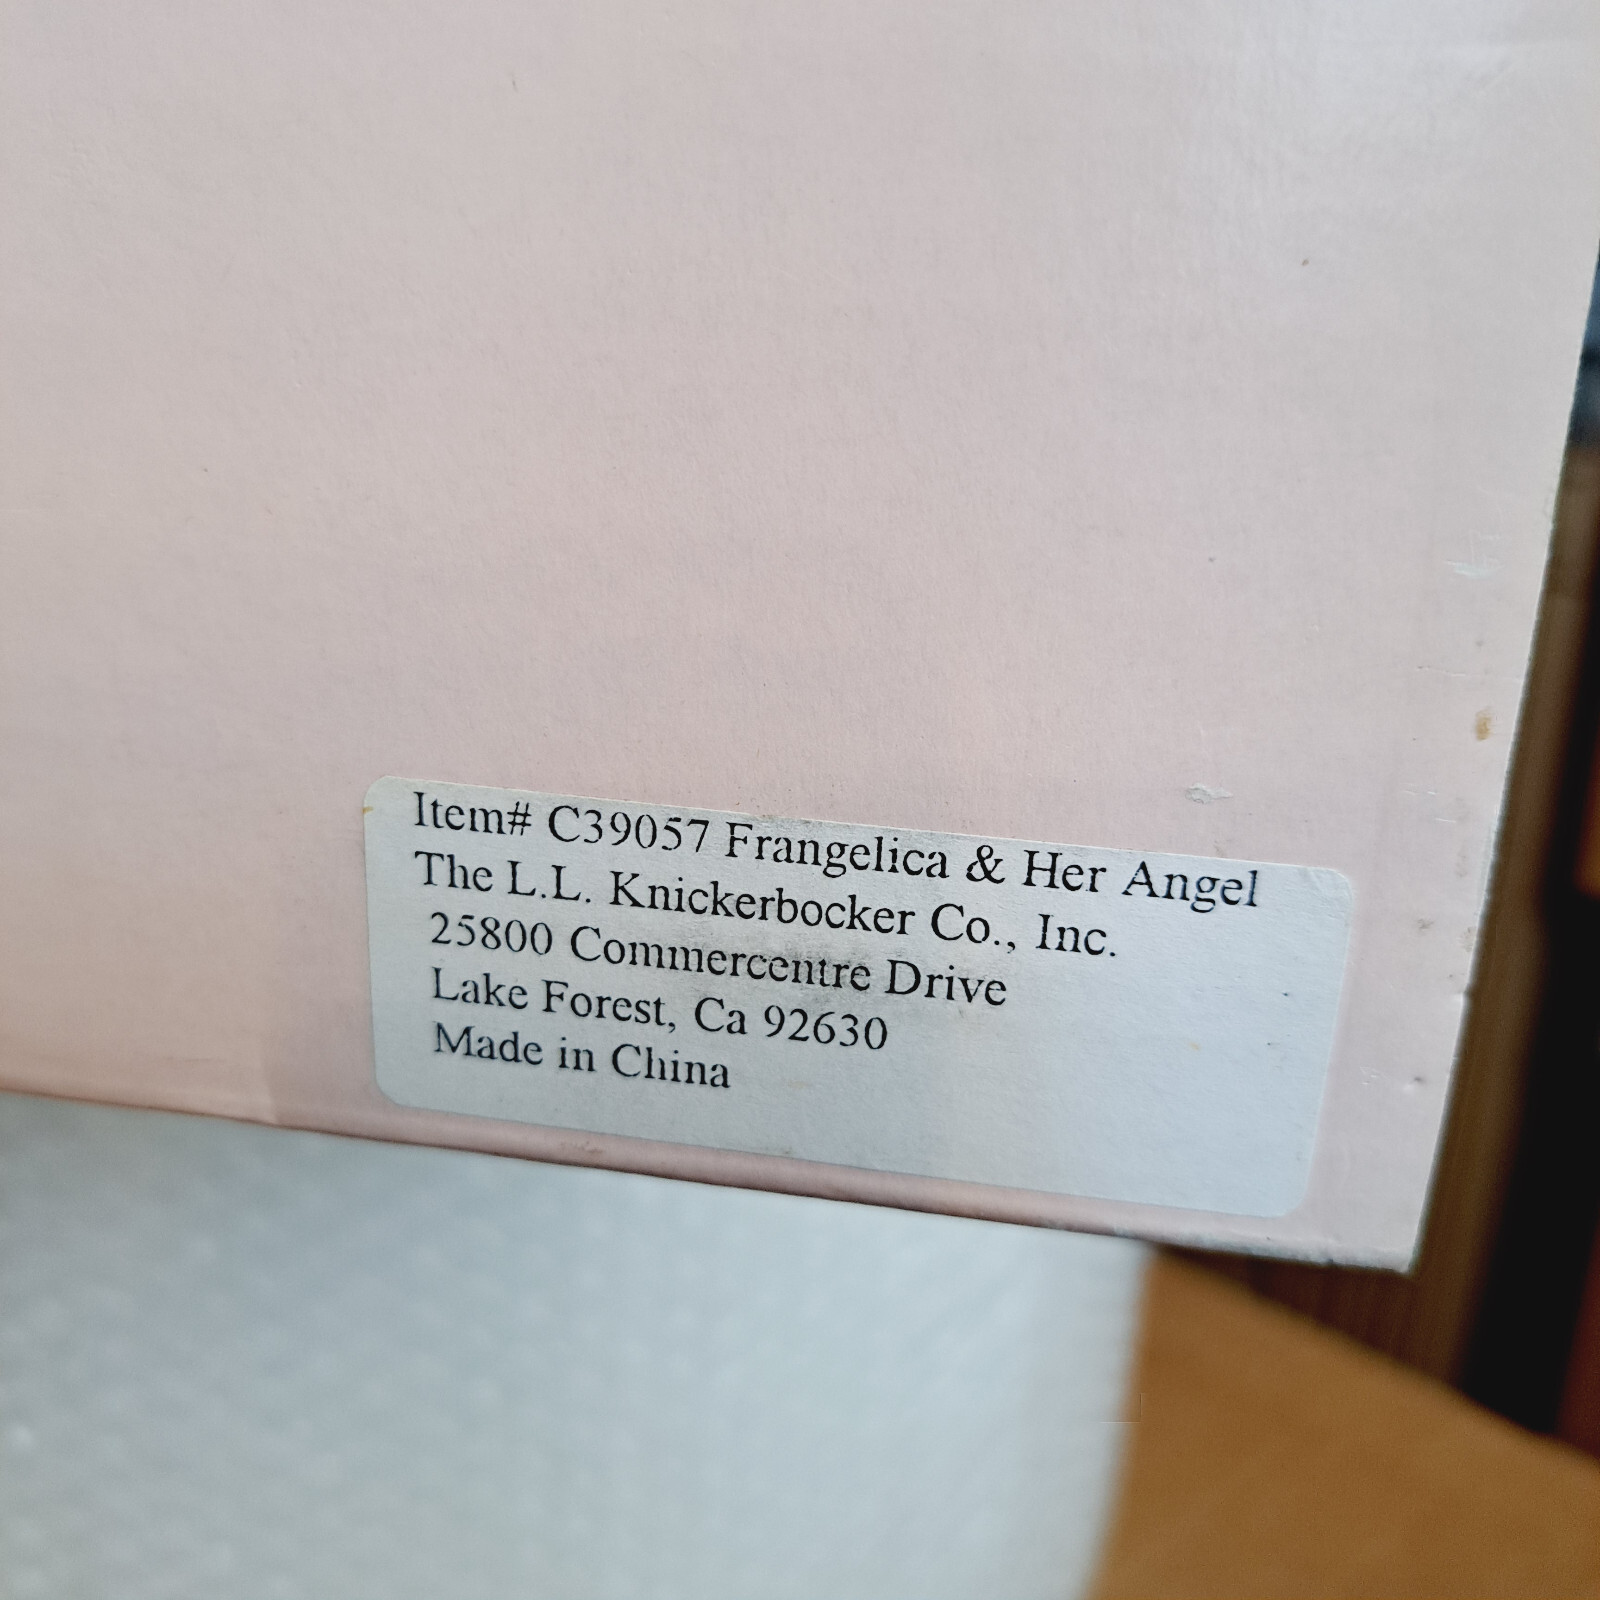 Item# C39057 Frangelica & Her Angel
The L.L. Knickerbocker Co., Inc.
25800 Commercentre Drive
Lake Forest, Ca 92630
Made in China